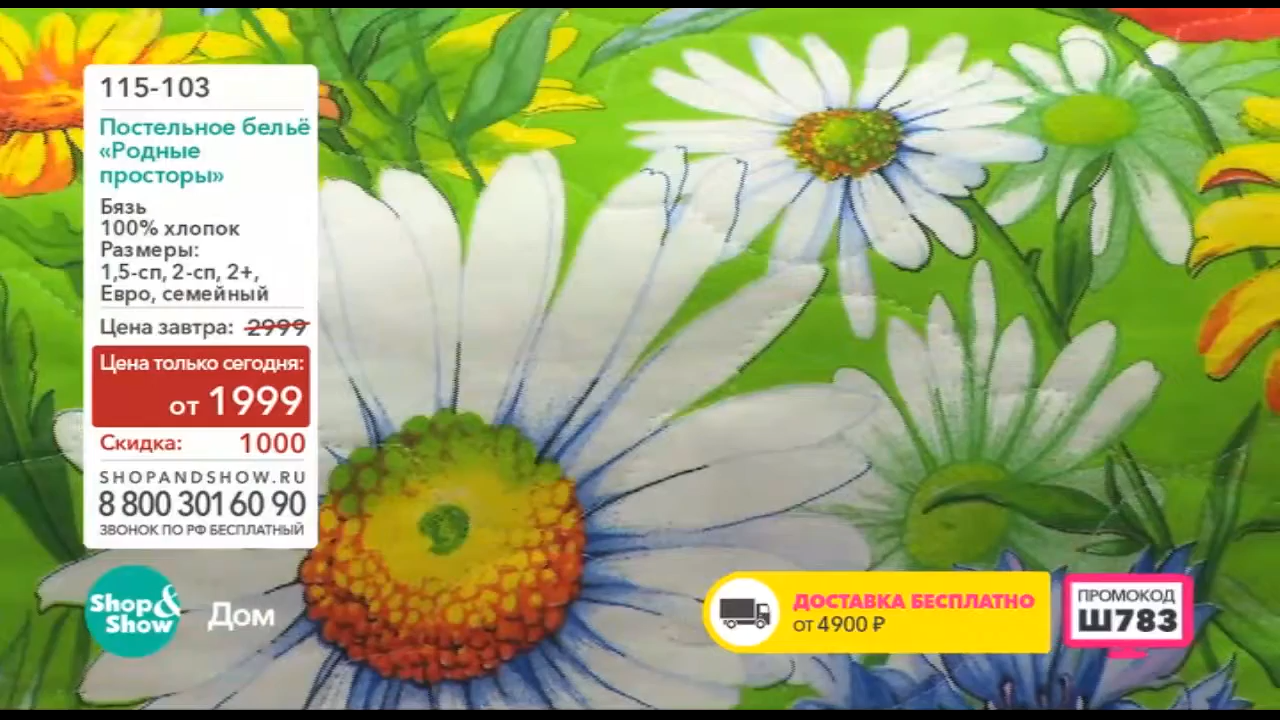 115-103
Постельное бельё
«Родные
просторы»
Бязь
100% хлопок
Размеры:
1,5-сп, 2-сп, 2+,
Евро, семейный
Цена завтра: 2999
Цена только сегодня:
от 1999
Скидка: 1000
SHOPANDSHOW.RU
8 800 301 60 90
ЗВОНОК ПО РФ БЕСПЛАТНЫЙ
Shop&
Show
Дом
ДОСТАВКА БЕСПЛАТНО
от 4900 ₽
ПРОМОКОД
Ш783